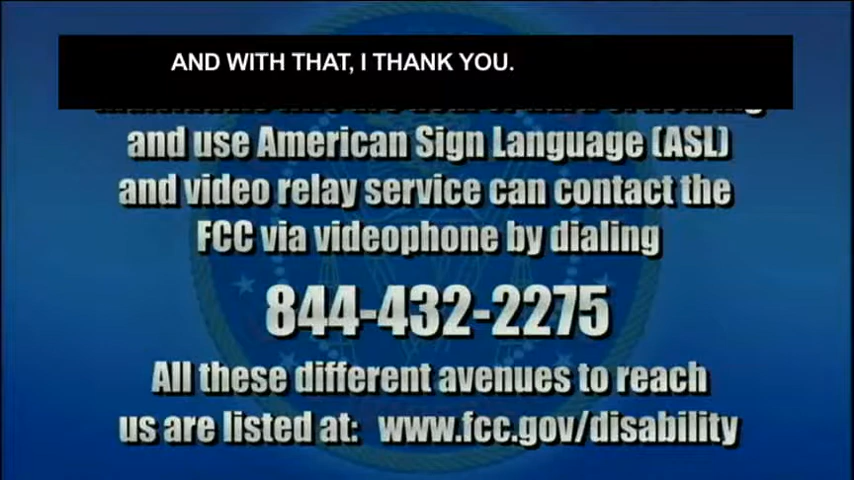 AND WITH THAT, I THANK YOU.
and use American Sign Language (ASL)
and video relay service can contact the
FCC via videophone by dialing
844-432-2275
All these different avenues to reach
us are listed at: www.fcc.gov/disability